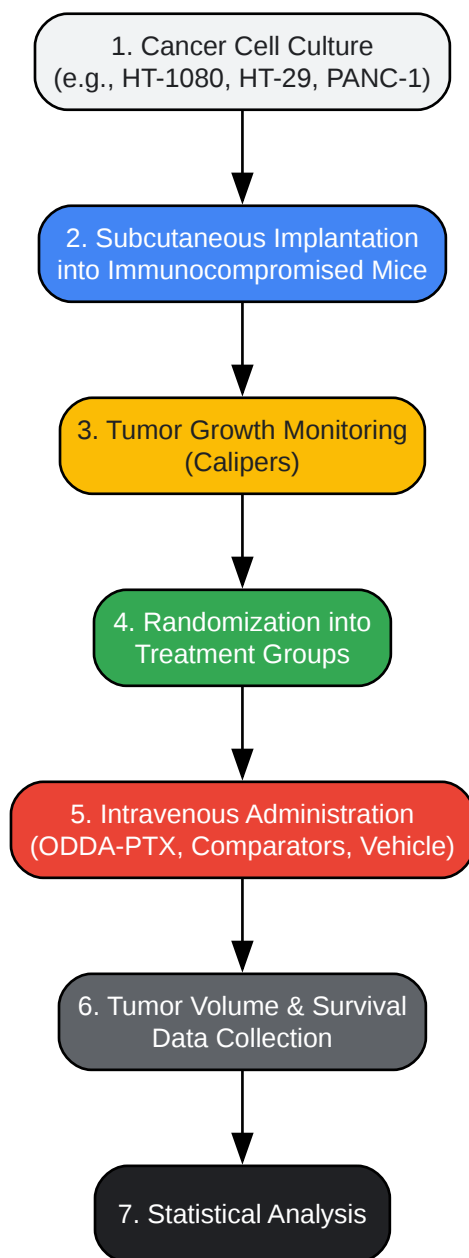 1. Cancer Cell Culture
(e.g., HT-1080, HT-29, PANC-1)
2. Subcutaneous Implantation
into Immunocompromised Mice
3. Tumor Growth Monitoring
(Calipers)
4. Randomization into
Treatment Groups
5. Intravenous Administration
(ODDA-PTX, Comparators, Vehicle)
6. Tumor Volume & Survival
Data Collection
7. Statistical Analysis